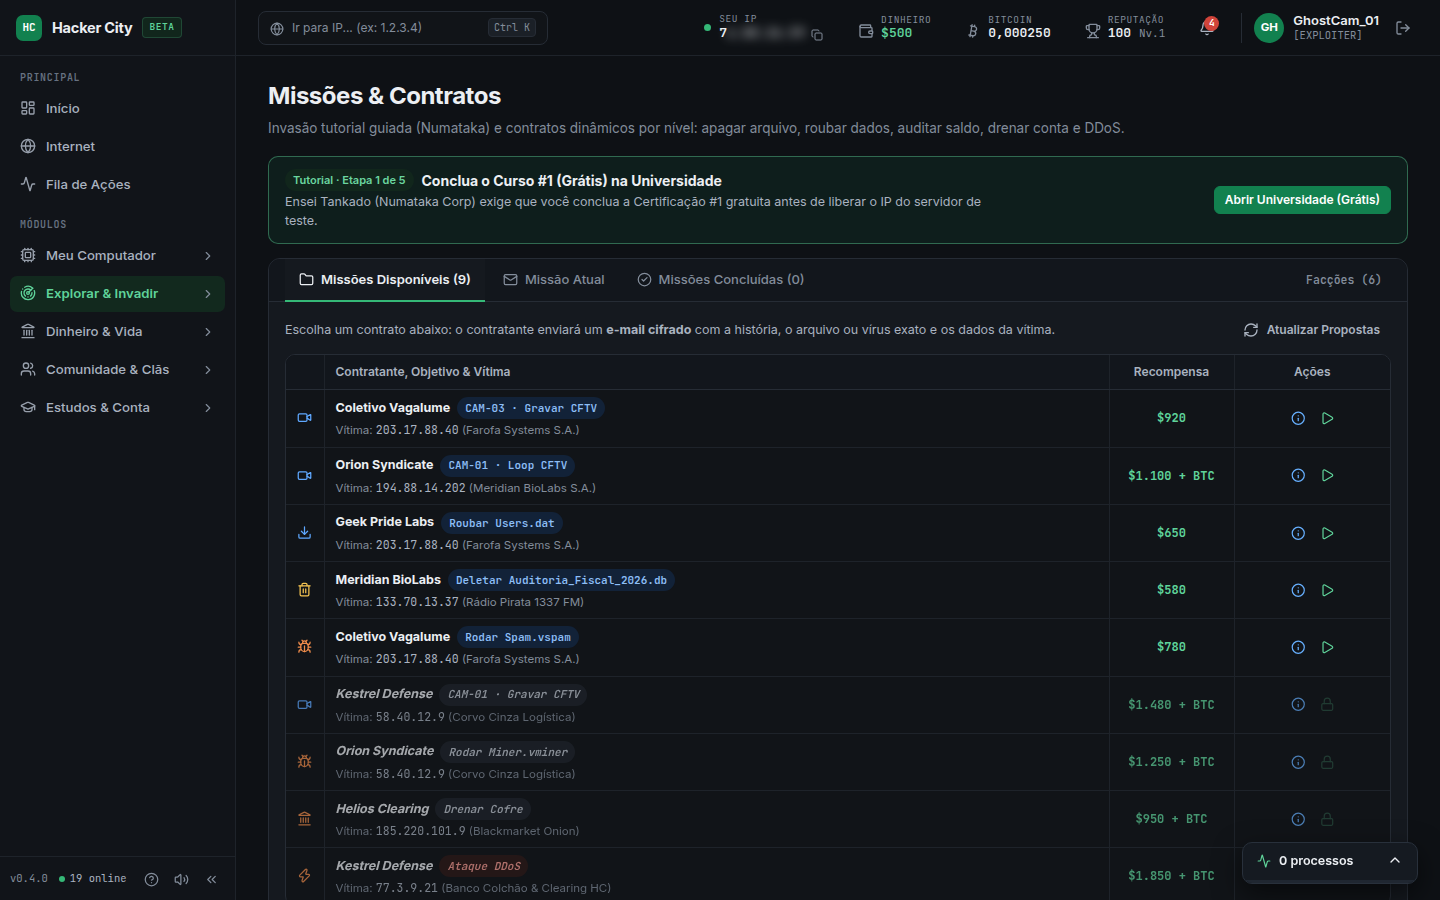 HC Hacker City BETA
Ir para IP... (ex: 1.2.3.4) Ctrl K
SEU IP
7
DINHEIRO
$500
BITCOIN
0,000250
REPUTAÇÃO
100 Nv.1
4
GH
GhostCam_01
[EXPLOITER]
PRINCIPAL
Início
Internet
Fila de Ações
MÓDULOS
Meu Computador
Explorar & Invadir
Dinheiro & Vida
Comunidade & Clãs
Estudos & Conta
v0.4.0 19 online
Missões & Contratos
Invasão tutorial guiada (Numataka) e contratos dinâmicos por nível: apagar arquivo, roubar dados, auditar saldo, drenar conta e DDoS.
Tutorial · Etapa 1 de 5 Conclua o Curso #1 (Grátis) na Universidade
Ensei Tankado (Numataka Corp) exige que você conclua a Certificação #1 gratuita antes de liberar o IP do servidor de
teste.
Abrir Universidade (Grátis)
Missões Disponíveis (9) Missão Atual Missões Concluídas (0) Facções (6)
Escolha um contrato abaixo: o contratante enviará um e-mail cifrado com a história, o arquivo ou vírus exato e os dados da vítima.
Atualizar Propostas
Contratante, Objetivo & Vítima Recompensa Ações
Coletivo Vagalume CAM-03 · Gravar CFTV
Vítima: 203.17.88.40 (Farofa Systems S.A.)
$920
Orion Syndicate CAM-01 · Loop CFTV
Vítima: 194.88.14.202 (Meridian BioLabs S.A.)
$1.100 + BTC
Geek Pride Labs Roubar Users.dat
Vítima: 203.17.88.40 (Farofa Systems S.A.)
$650
Meridian BioLabs Deletar Auditoria_Fiscal_2026.db
Vítima: 133.70.13.37 (Rádio Pirata 1337 FM)
$580
Coletivo Vagalume Rodar Spam.vspam
Vítima: 203.17.88.40 (Farofa Systems S.A.)
$780
Kestrel Defense CAM-01 · Gravar CFTV
Vítima: 58.40.12.9 (Corvo Cinza Logística)
$1.480 + BTC
Orion Syndicate Rodar Miner.vminer
Vítima: 58.40.12.9 (Corvo Cinza Logística)
$1.250 + BTC
Helios Clearing Drenar Cofre
Vítima: 185.220.101.9 (Blackmarket Onion)
$950 + BTC
Kestrel Defense Ataque DDoS
Vítima: 77.3.9.21 (Banco Colchão & Clearing HC)
$1.850 + BTC
0 processos